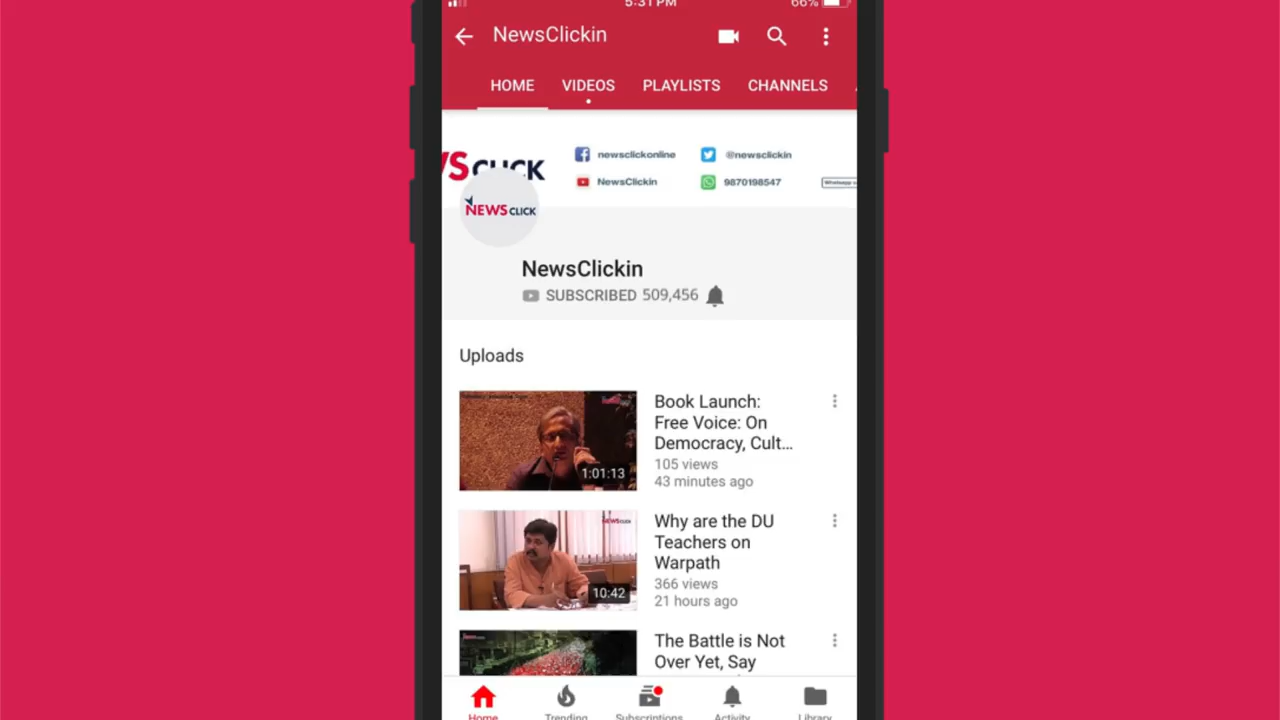 5:31 PM
66%
NewsClickin
HOME VIDEOS PLAYLISTS CHANNELS
CLICK
newsclickonline
@newsclickin
NewsClickin
9870198547
NEWS CLICK
NewsClickin
SUBSCRIBED 509,456
Uploads
Book Launch:
Free Voice: On
Democracy, Cult...
105 views
43 minutes ago
1:01:13
Why are the DU
Teachers on
Warpath
366 views
21 hours ago
NEWSCLICK
10:42
The Battle is Not
Over Yet, Say
Home Trending Subscriptions Activity Library